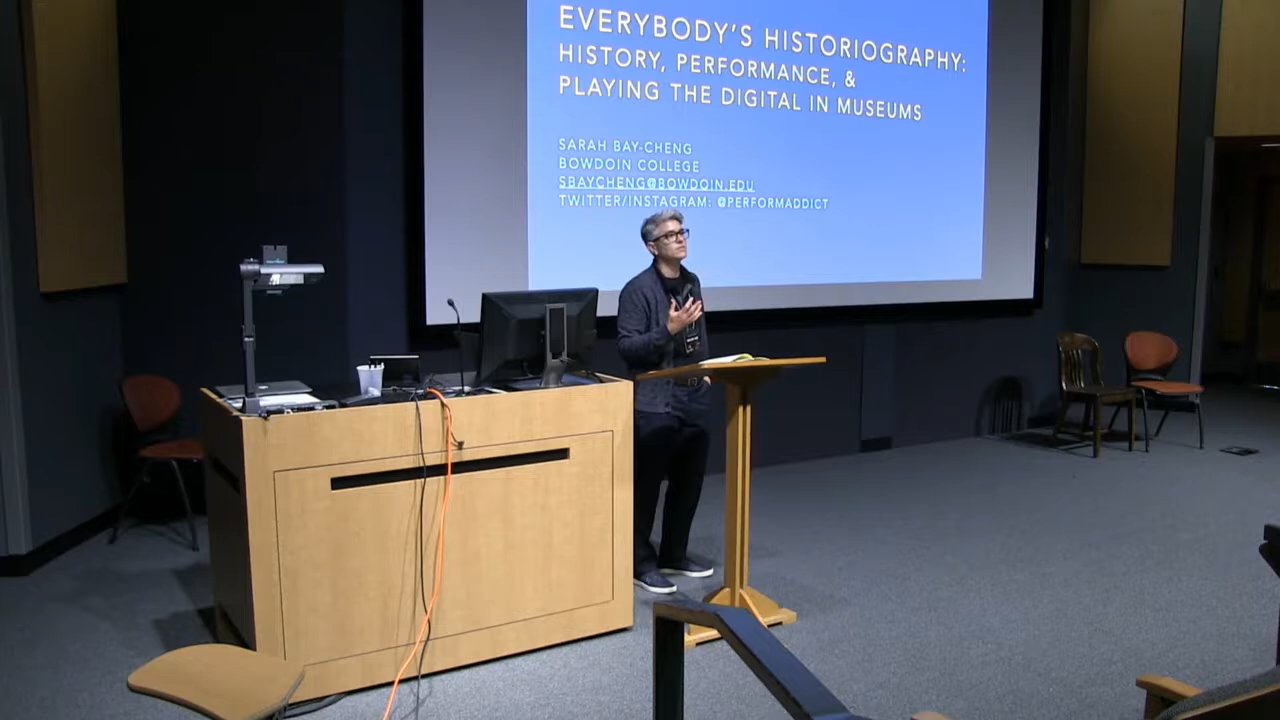 EVERYBODY'S HISTORIOGRAPHY:
HISTORY, PERFORMANCE, &
PLAYING THE DIGITAL IN MUSEUMS
SARAH BAY-CHENG
BOWDOIN COLLEGE
SBAYCHENG@BOWDOIN.EDU
TWITTER/INSTAGRAM: @PERFORMADDICT